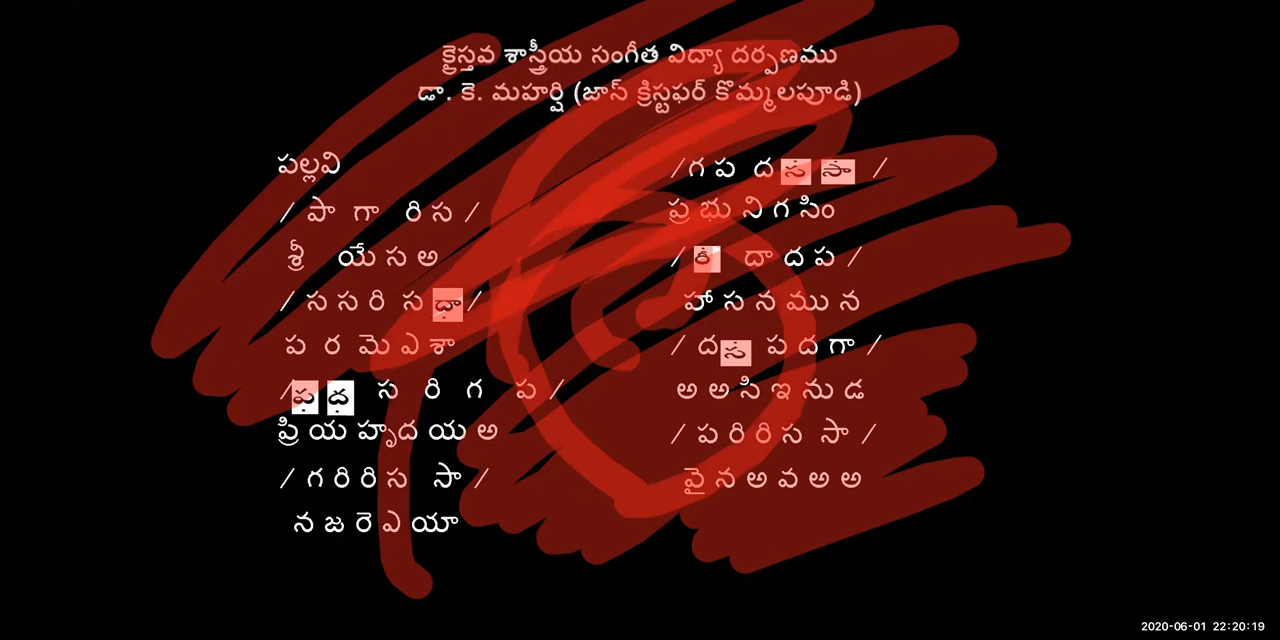 క్రైస్తవ శాస్త్రీయ సంగీత విద్యా దర్పణము
డా. కె. మహర్షి (జాస్ క్రిస్టఫర్ కొమ్మలపూడి)
పల్లవి
/ పా గా రి స /
శ్రీ యే స అ
/ స స రి స దా /
ప ర మె ఎ శా
/ ప ద స రి గ ప /
ప్రి య హృద య అ
/ గ రి రి స సా /
న జ రె ఎ యా
/గ ప ద స సా /
ప్ర భు ని గ సిం
/ రి దా ద ప /
హా స న ము న
/ ద స ప ద గా /
అ అ సి ఇ ను డ
/ ప రి రి స సా /
వై న అ వ అ అ
2020-06-01 22:20:19